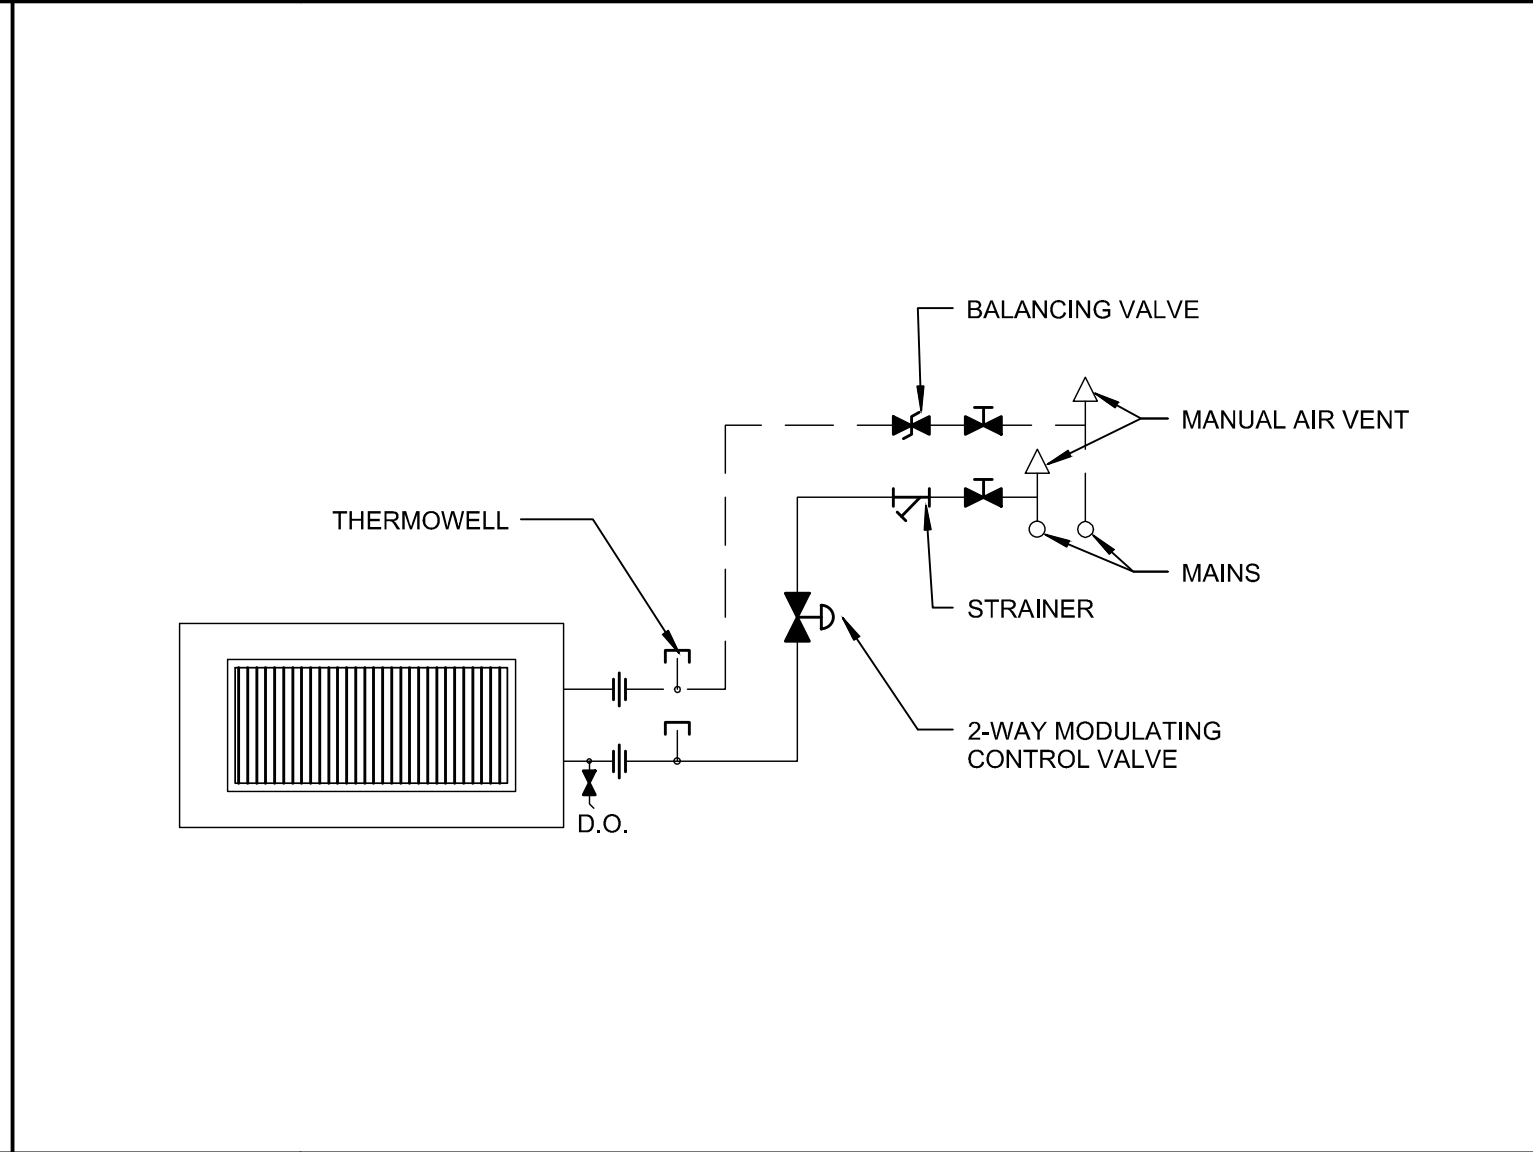 BALANCING VALVE
MANUAL AIR VENT
THERMOWELL
MAINS
STRAINER
2-WAY MODULATING
CONTROL VALVE
D.O.